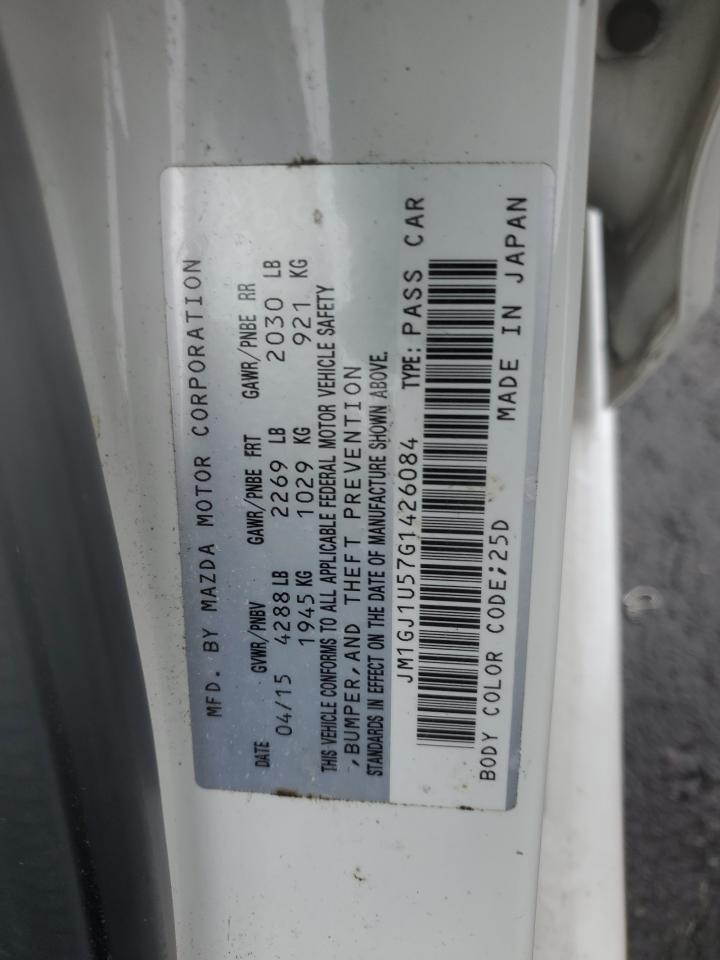 MFD. BY MAZDA MOTOR CORPORATION
DATE GVWR/PNBV GAWR/PNBE FRT GAWR/PNBE RR
04/15 4288 LB 2269 LB 2030 LB
1945 KG 1029 KG 921 KG
THIS VEHICLE CONFORMS TO ALL APPLICABLE FEDERAL MOTOR VEHICLE SAFETY
,BUMPER, AND THEFT PREVENTION
STANDARDS IN EFFECT ON THE DATE OF MANUFACTURE SHOWN ABOVE.
JM1GJ1U57G1426084 TYPE: PASS CAR
BODY COLOR CODE;25D MADE IN JAPAN